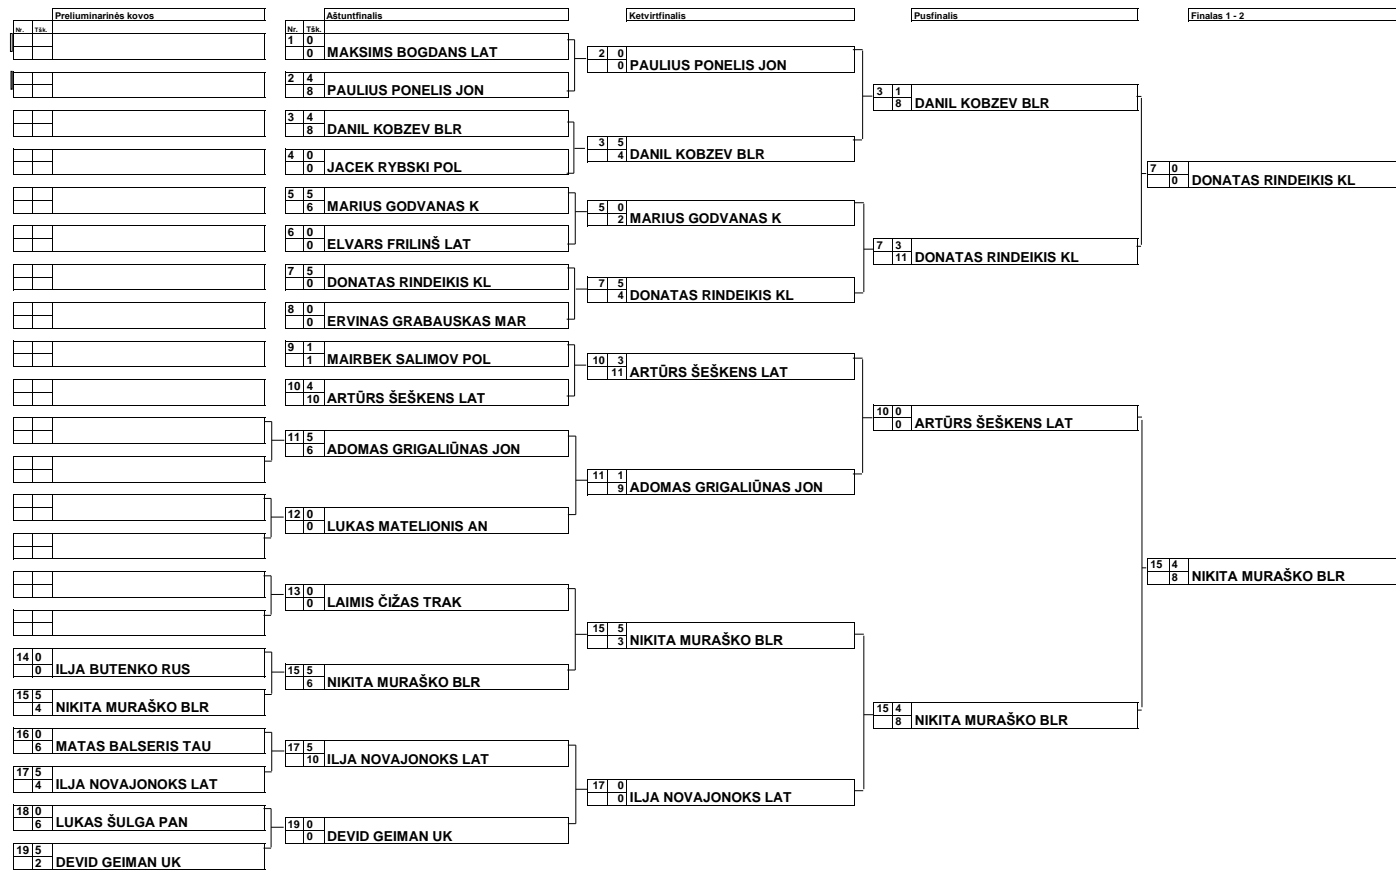 Preliuminarinės kovos
Nr. Tšk.
14 0
0 ILJA BUTENKO RUS
15 5
4 NIKITA MURAŠKO BLR
16 0
6 MATAS BALSERIS TAU
17 5
4 ILJA NOVAJONOKS LAT
18 0
6 LUKAS ŠULGA PAN
19 5
2 DEVID GEIMAN UK
Aštuntfinalis
Nr. Tšk.
1 0
0 MAKSIMS BOGDANS LAT
2 4
8 PAULIUS PONELIS JON
3 4
8 DANIL KOBZEV BLR
4 0
0 JACEK RYBSKI POL
5 5
6 MARIUS GODVANAS K
6 0
0 ELVARS FRILINŠ LAT
7 5
0 DONATAS RINDEIKIS KL
8 0
0 ERVINAS GRABAUSKAS MAR
9 1
1 MAIRBEK SALIMOV POL
10 4
10 ARTŪRS ŠEŠKENS LAT
11 5
6 ADOMAS GRIGALIŪNAS JON
12 0
0 LUKAS MATELIONIS AN
13 0
0 LAIMIS ČIŽAS TRAK
15 5
6 NIKITA MURAŠKO BLR
17 5
10 ILJA NOVAJONOKS LAT
19 0
0 DEVID GEIMAN UK
Ketvirtfinalis
2 0
0 PAULIUS PONELIS JON
3 5
4 DANIL KOBZEV BLR
5 0
2 MARIUS GODVANAS K
7 5
4 DONATAS RINDEIKIS KL
10 3
11 ARTŪRS ŠEŠKENS LAT
11 1
9 ADOMAS GRIGALIŪNAS JON
15 5
3 NIKITA MURAŠKO BLR
17 0
0 ILJA NOVAJONOKS LAT
Pusfinalis
3 1
8 DANIL KOBZEV BLR
7 3
11 DONATAS RINDEIKIS KL
10 0
0 ARTŪRS ŠEŠKENS LAT
15 4
8 NIKITA MURAŠKO BLR
Finalas 1 - 2
7 0
0 DONATAS RINDEIKIS KL
15 4
8 NIKITA MURAŠKO BLR